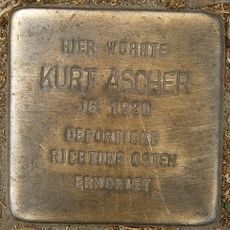 HIER WOHNTE
KURT ASCHER
JG. 1920
DEPORTIERT
RICHTUNG OSTEN
ERMORDET